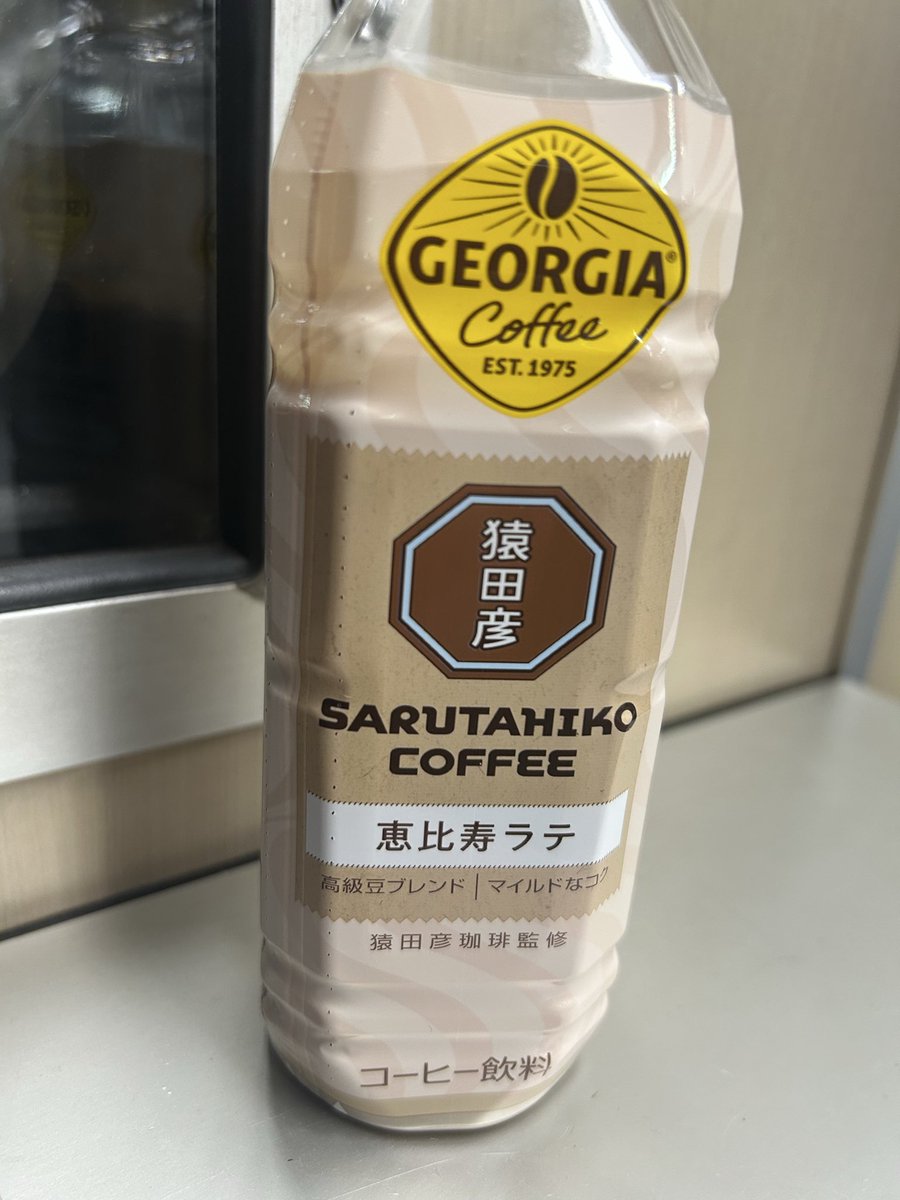 GEORGIA®
Coffee
EST. 1975
猿田彦
SARUTAHIKO
COFFEE
恵比寿ラテ
高級豆ブレンド｜マイルドなコク
猿田彦珈琲監修
コーヒー飲料